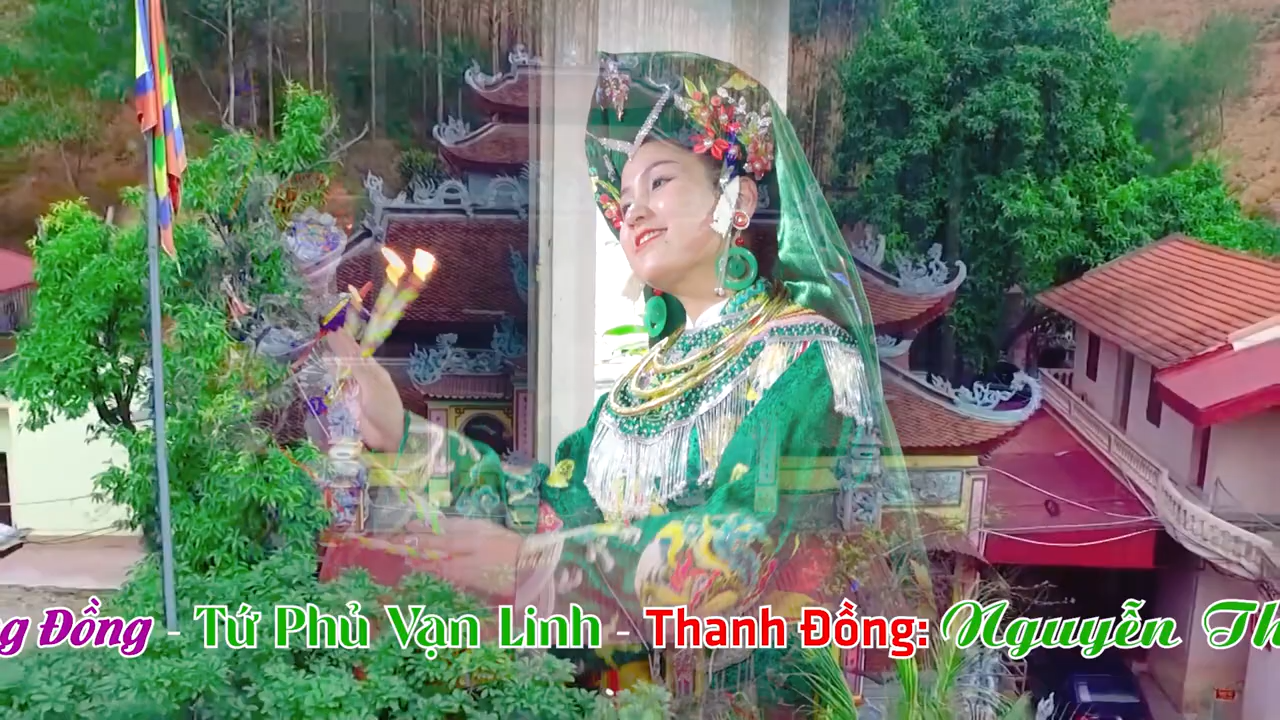 g Đồng - Tứ Phủ Vạn Linh - Thanh Đồng: Nguyễn Th